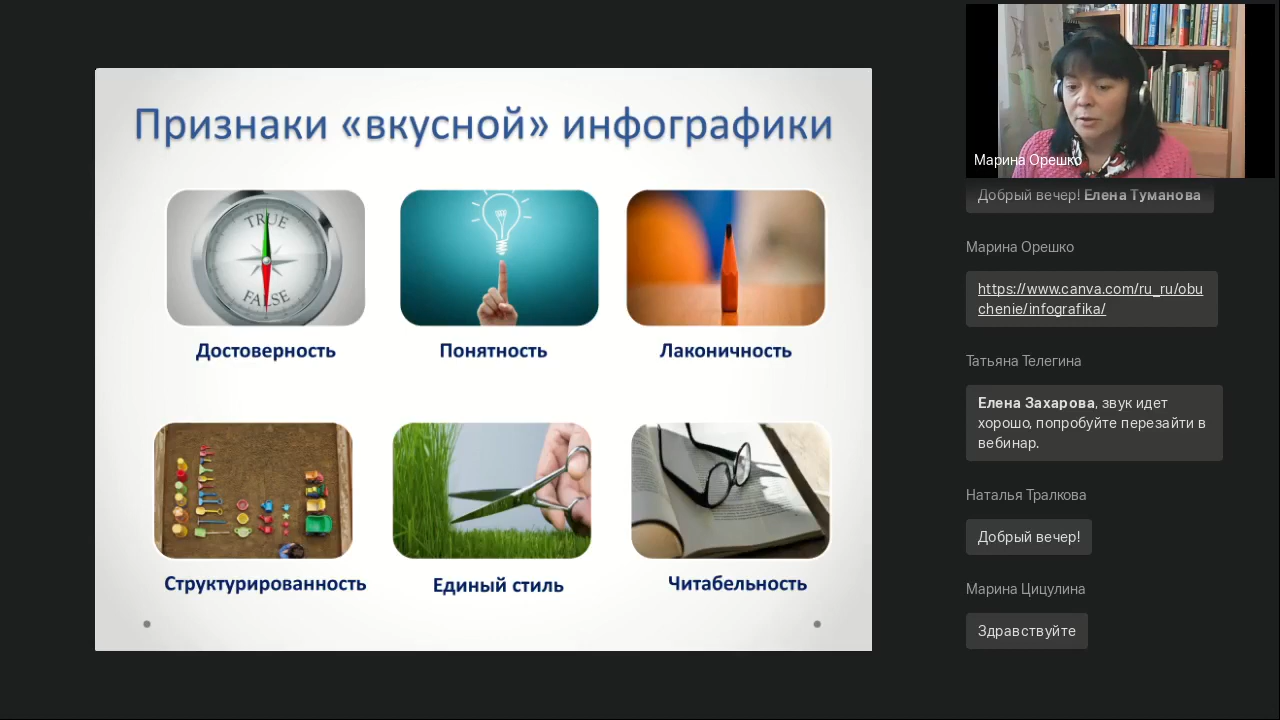 Признаки «вкусной» инфографики
TRUE
FALSE
Достоверность
Понятность
Лаконичность
Структурированность
Единый стиль
Читабельность
Марина Орешко
Добрый вечер! Елена Туманова
Марина Орешко
https://www.canva.com/ru_ru/obu
chenie/infografika/
Татьяна Телегина
Елена Захарова, звук идет
хорошо, попробуйте перезайти в
вебинар.
Наталья Тралкова
Добрый вечер!
Марина Цицулина
Здравствуйте